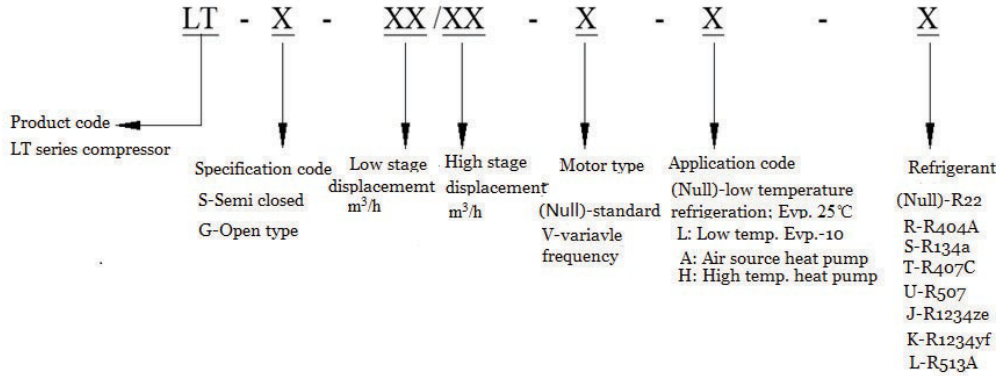 LT - X - XX/XX - X - X - X
Product code
LT series compressor
Specification code
S-Semi closed
G-Open type
Low stage
displacememt
m³/h
High stage
displacement
m³/h
Motor type
(Null)-standard
V-variavle
frequency
Application code
(Null)-low temperature
refrigeration; Evp. 25℃
L: Low temp. Evp.-10
A: Air source heat pump
H: High temp. heat pump
Refrigerant
(Null)-R22
R-R404A
S-R134a
T-R407C
U-R507
J-R1234ze
K-R1234yf
L-R513A